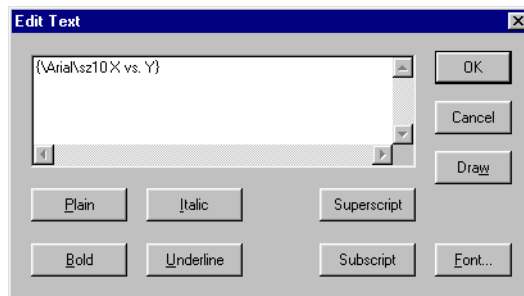 Edit Text
{\Arial\sz10 X vs. Y}
OK
Cancel
Draw
Plain
Italic
Superscript
Bold
Underline
Subscript
Font...